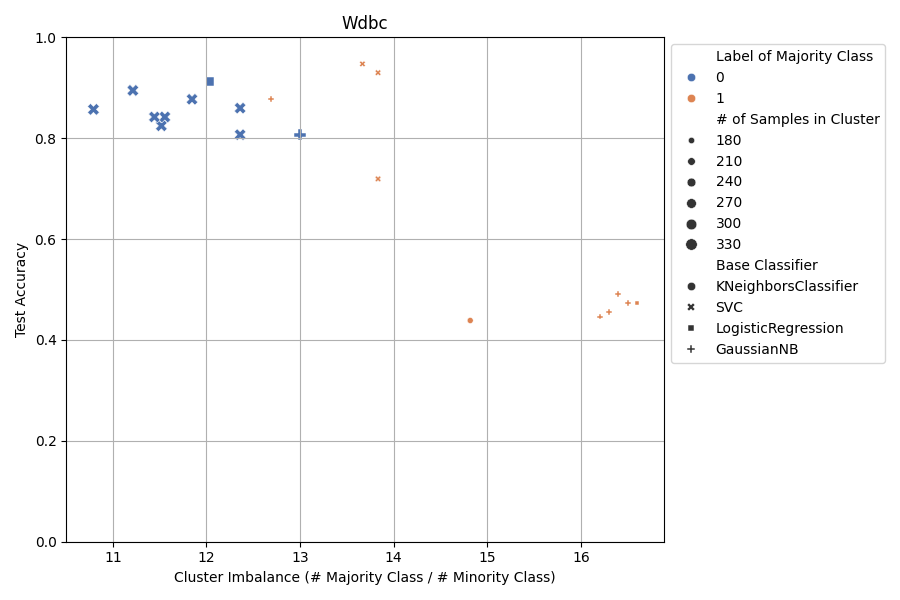 Wdbc
1.0
0.8
0.6
0.4
0.2
0.0
Test Accuracy
11 12 13 14 15 16
Cluster Imbalance (# Majority Class / # Minority Class)
Label of Majority Class
0
1
# of Samples in Cluster
180
210
240
270
300
330
Base Classifier
KNeighborsClassifier
SVC
LogisticRegression
GaussianNB